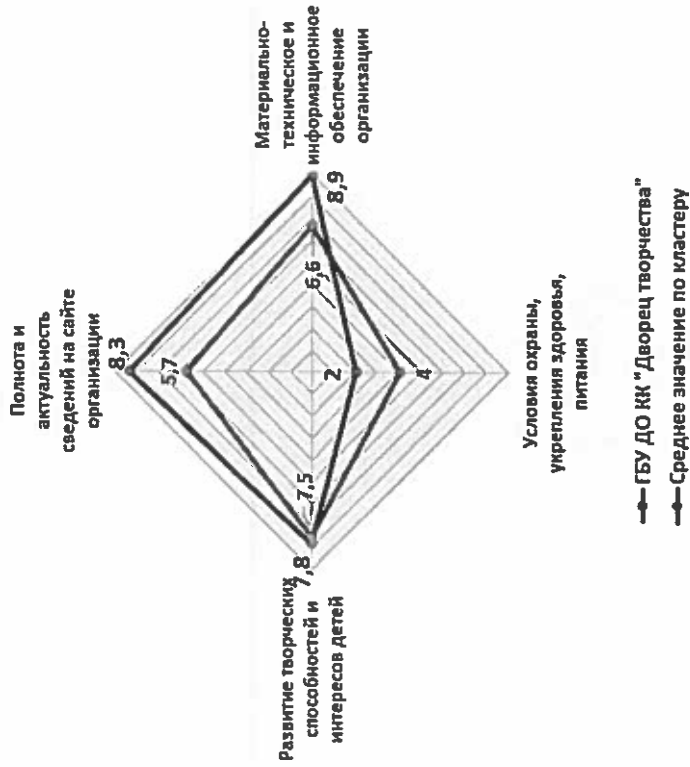 Полнота и
актуальность
сведений на сайте
организации
8,3
5,7
Материально-
техническое и
информационное
обеспечение
организации
8,9
6,6
2
4
Условия охраны,
укрепления здоровья,
питания
7,5
7,8
Развитие творческих
способностей и
интересов детей
ГБУ ДО КК "Дворец творчества"
Среднее значение по кластеру